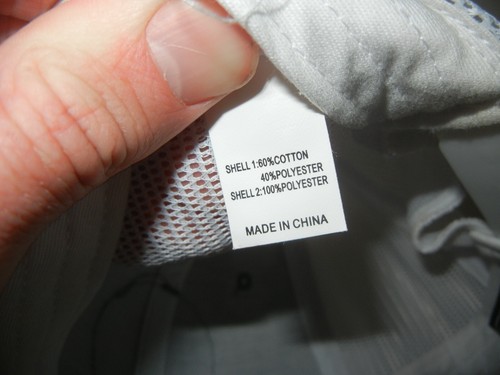 SHELL 1:60%COTTON
40%POLYESTER
SHELL 2:100%POLYESTER
MADE IN CHINA